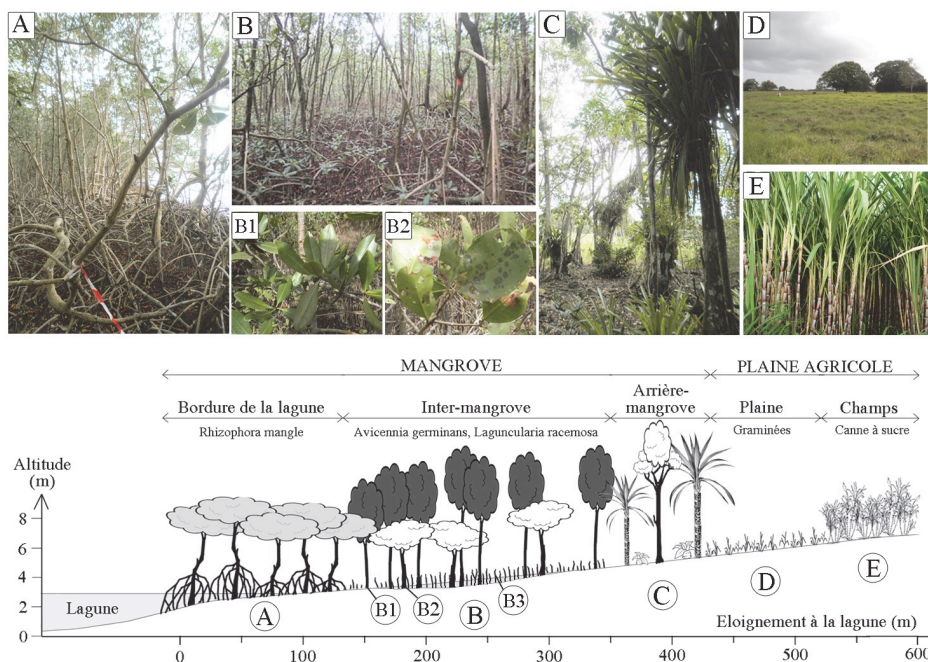 A
B
C
D
E
B1
B2
MANGROVE
PLAINE AGRICOLE
Bordure de la lagune
Inter-mangrove
Arrière-
mangrove
Plaine
Champs
Rhizophora mangle
Avicennia germinans, Laguncularia racemosa
Graminées
Canne à sucre
Altitude
(m)
8
6
4
2
0
Lagune
A
B1
B2
B
B3
C
D
E
Eloignement à la lagune (m)
0
100
200
300
400
500
600